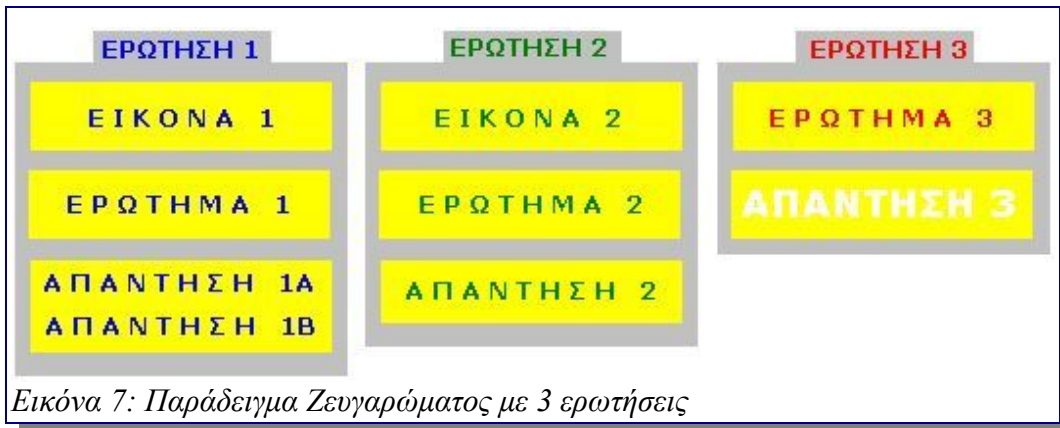 ΕΡΩΤΗΣΗ 1
ΕΙΚΟΝΑ 1
ΕΡΩΤΗΜΑ 1
ΑΠΑΝΤΗΣΗ 1Α
ΑΠΑΝΤΗΣΗ 1Β
ΕΡΩΤΗΣΗ 2
ΕΙΚΟΝΑ 2
ΕΡΩΤΗΜΑ 2
ΑΠΑΝΤΗΣΗ 2
ΕΡΩΤΗΣΗ 3
ΕΡΩΤΗΜΑ 3
ΑΠΑΝΤΗΣΗ 3
Εικόνα 7: Παράδειγμα Ζευγαρώματος με 3 ερωτήσεις